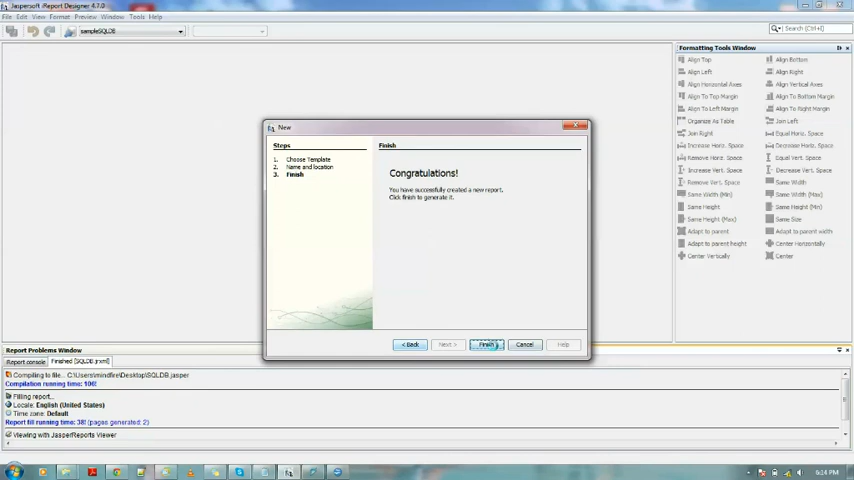 Jaspersoft iReport Designer 4.7.0
File Edit View Format Preview Window Tools Help
sampleSQLDB
Search (Ctrl+I)
Formatting Tools Window
Align Top Align Bottom
Align Left Align Right
Align Horizontal Axes Align Vertical Axes
Align To Top Margin Align To Bottom Margin
Align To Left Margin Align To Right Margin
Organize As Table Join Left
Join Right Equal Horiz. Space
Increase Horiz. Space Decrease Horiz. Space
Remove Horiz. Space Equal Vert. Space
Increase Vert. Space Decrease Vert. Space
Remove Vert. Space Same Width
Same Width (Max) Same Width (Min)
Same Height Same Height (Min)
Same Height (Max) Same Size
Adapt to parent Adapt to parent width
Adapt to parent height Center Horizontally
Center Vertically Center
New
Steps
1. Choose Template
2. Name and location
3. Finish
Finish
Congratulations!
You have successfully created a new report.
Click finish to generate it.
< Back Next > Finish Cancel Help
Report Problems Window
Report console Finished [SQLDB.jrxml]
Compiling to file... C:\Users\mindfire\Desktop\SQLDB.jasper
Compilation running time: 106!
Filling report...
Locale: English (United States)
Time zone: Default
Report fill running time: 38! (pages generated: 2)
Viewing with JasperReports Viewer
6:14 PM